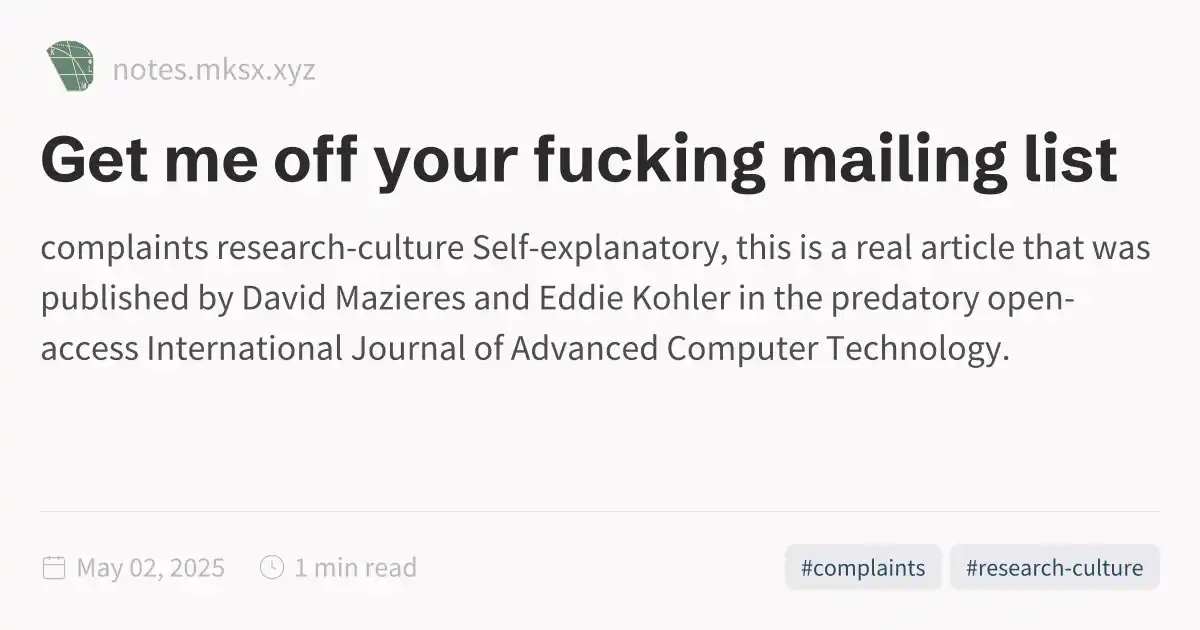 notes.mksx.xyz
Get me off your fucking mailing list
complaints research-culture Self-explanatory, this is a real article that was
published by David Mazieres and Eddie Kohler in the predatory open-
access International Journal of Advanced Computer Technology.
May 02, 2025 1 min read #complaints #research-culture